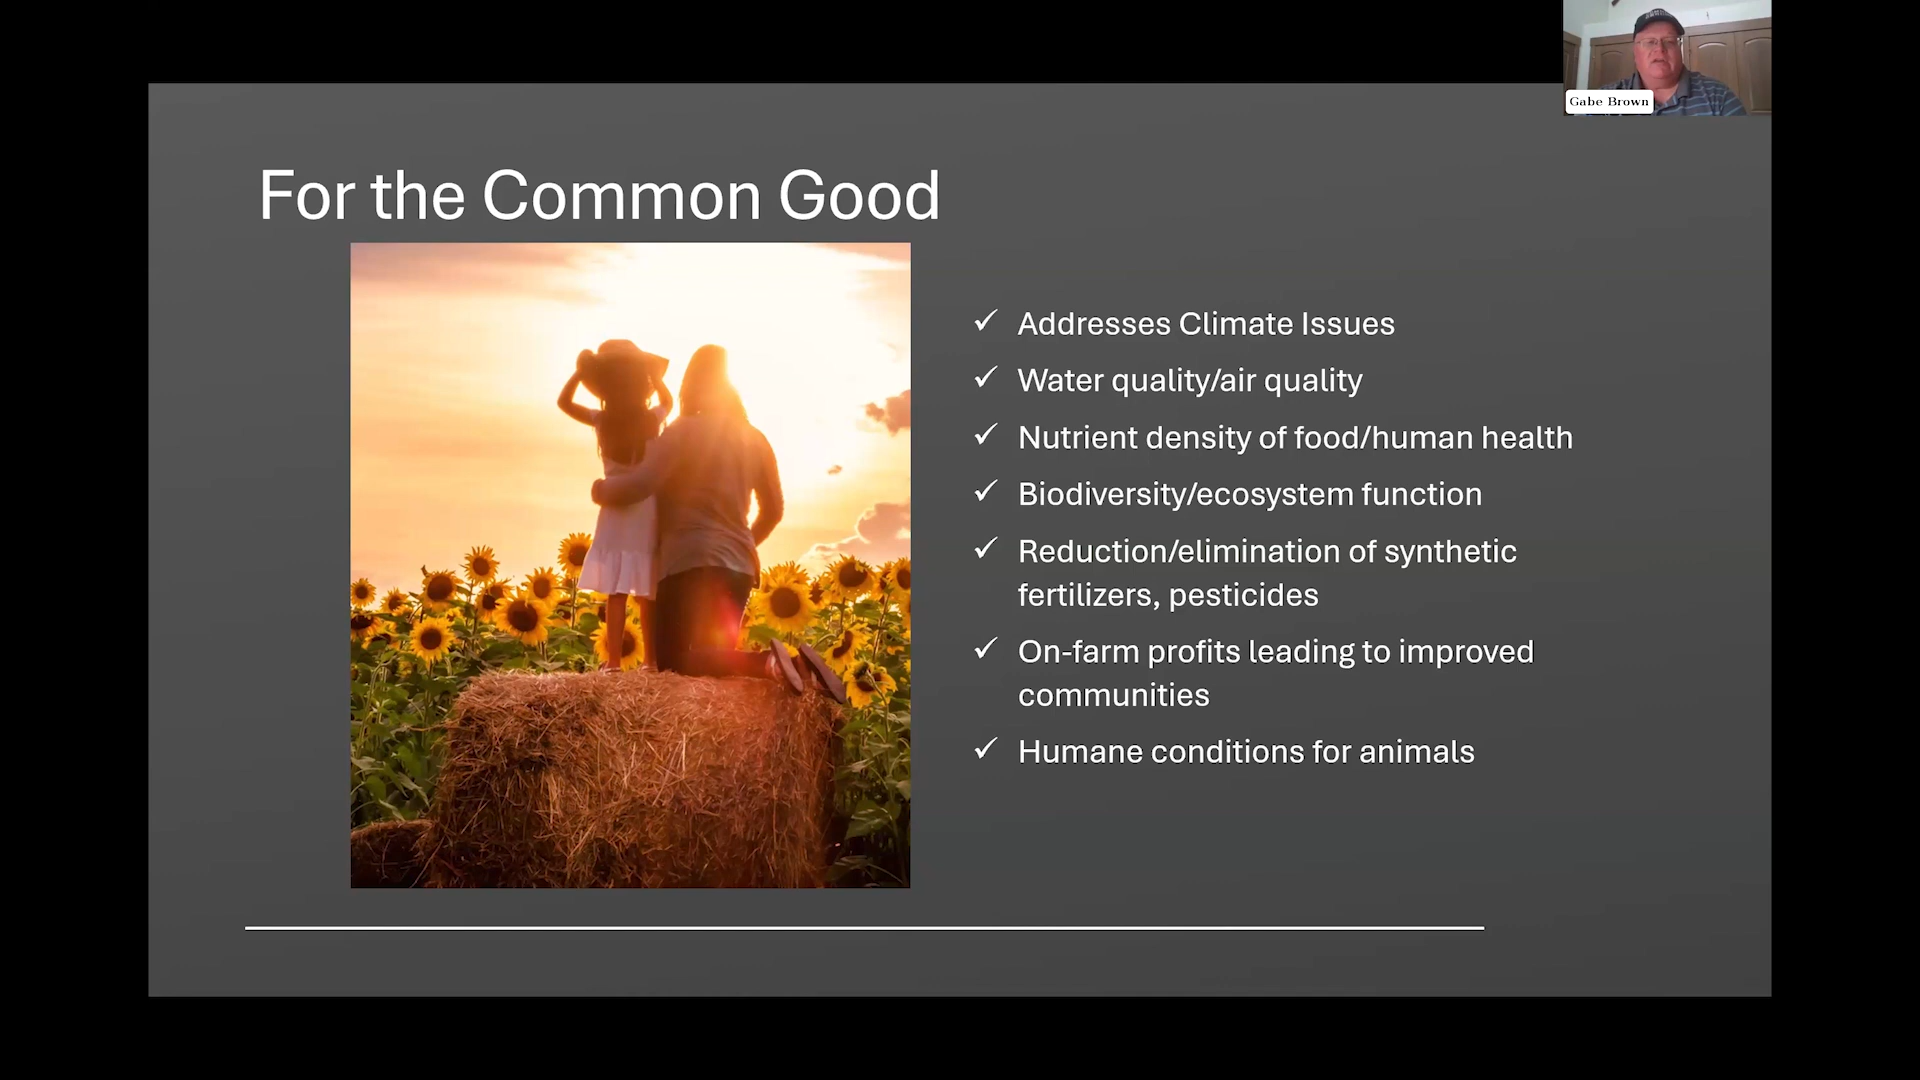 Gabe Brown
For the Common Good
✓ Addresses Climate Issues
✓ Water quality/air quality
✓ Nutrient density of food/human health
✓ Biodiversity/ecosystem function
✓ Reduction/elimination of synthetic
fertilizers, pesticides
✓ On-farm profits leading to improved
communities
✓ Humane conditions for animals